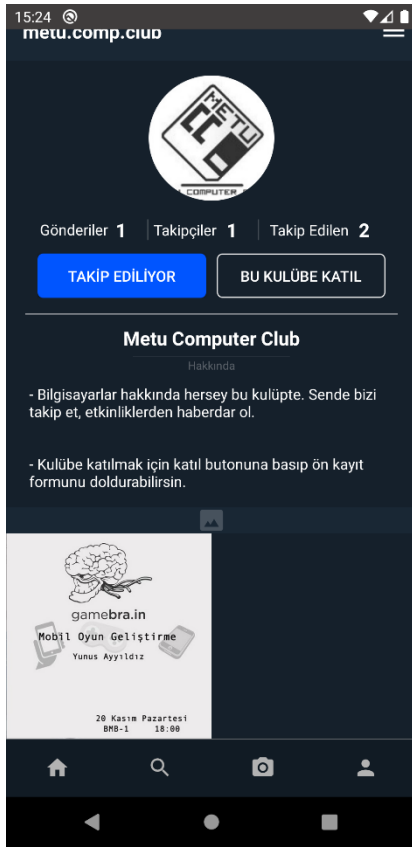 15:24
metu.comp.club
METU
CC
COMPUTER
Gönderiler 1 Takipçiler 1 Takip Edilen 2
TAKİP EDİLİYOR BU KULÜBE KATIL
Metu Computer Club
Hakkında
- Bilgisayarlar hakkında hersey bu kulüpte. Sende bizi
takip et, etkinliklerden haberdar ol.
- Kulübe katılmak için katıl butonuna basıp ön kayıt
formunu doldurabilirsin.
gamebra.in
Mobil Oyun Geliştirme
Yunus Ayyıldız
20 Kasım Pazartesi
BMB-1 18:00